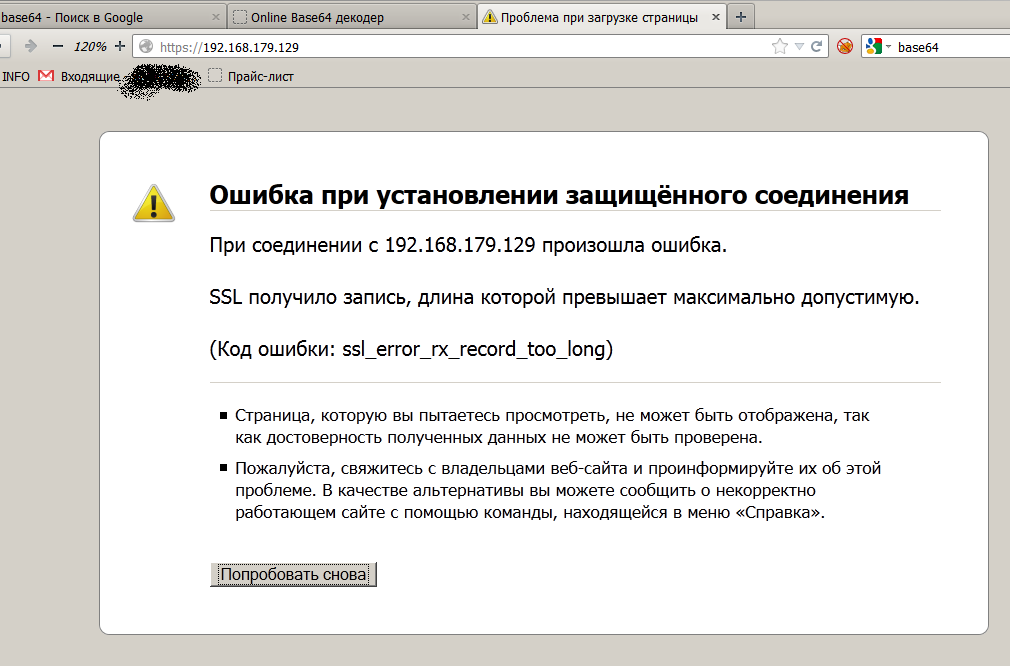 base64 - Поиск в Google
Online Base64 декодер
Проблема при загрузке страницы
120%
https://192.168.179.129
base64
INFO
Входящие
Прайс-лист
Ошибка при установлении защищённого соединения
При соединении с 192.168.179.129 произошла ошибка.
SSL получило запись, длина которой превышает максимально допустимую.
(Код ошибки: ssl_error_rx_record_too_long)
Страница, которую вы пытаетесь просмотреть, не может быть отображена, так
как достоверность полученных данных не может быть проверена.
Пожалуйста, свяжитесь с владельцами веб-сайта и проинформируйте их об этой
проблеме. В качестве альтернативы вы можете сообщить о некорректно
работающем сайте с помощью команды, находящейся в меню «Справка».
Попробовать снова